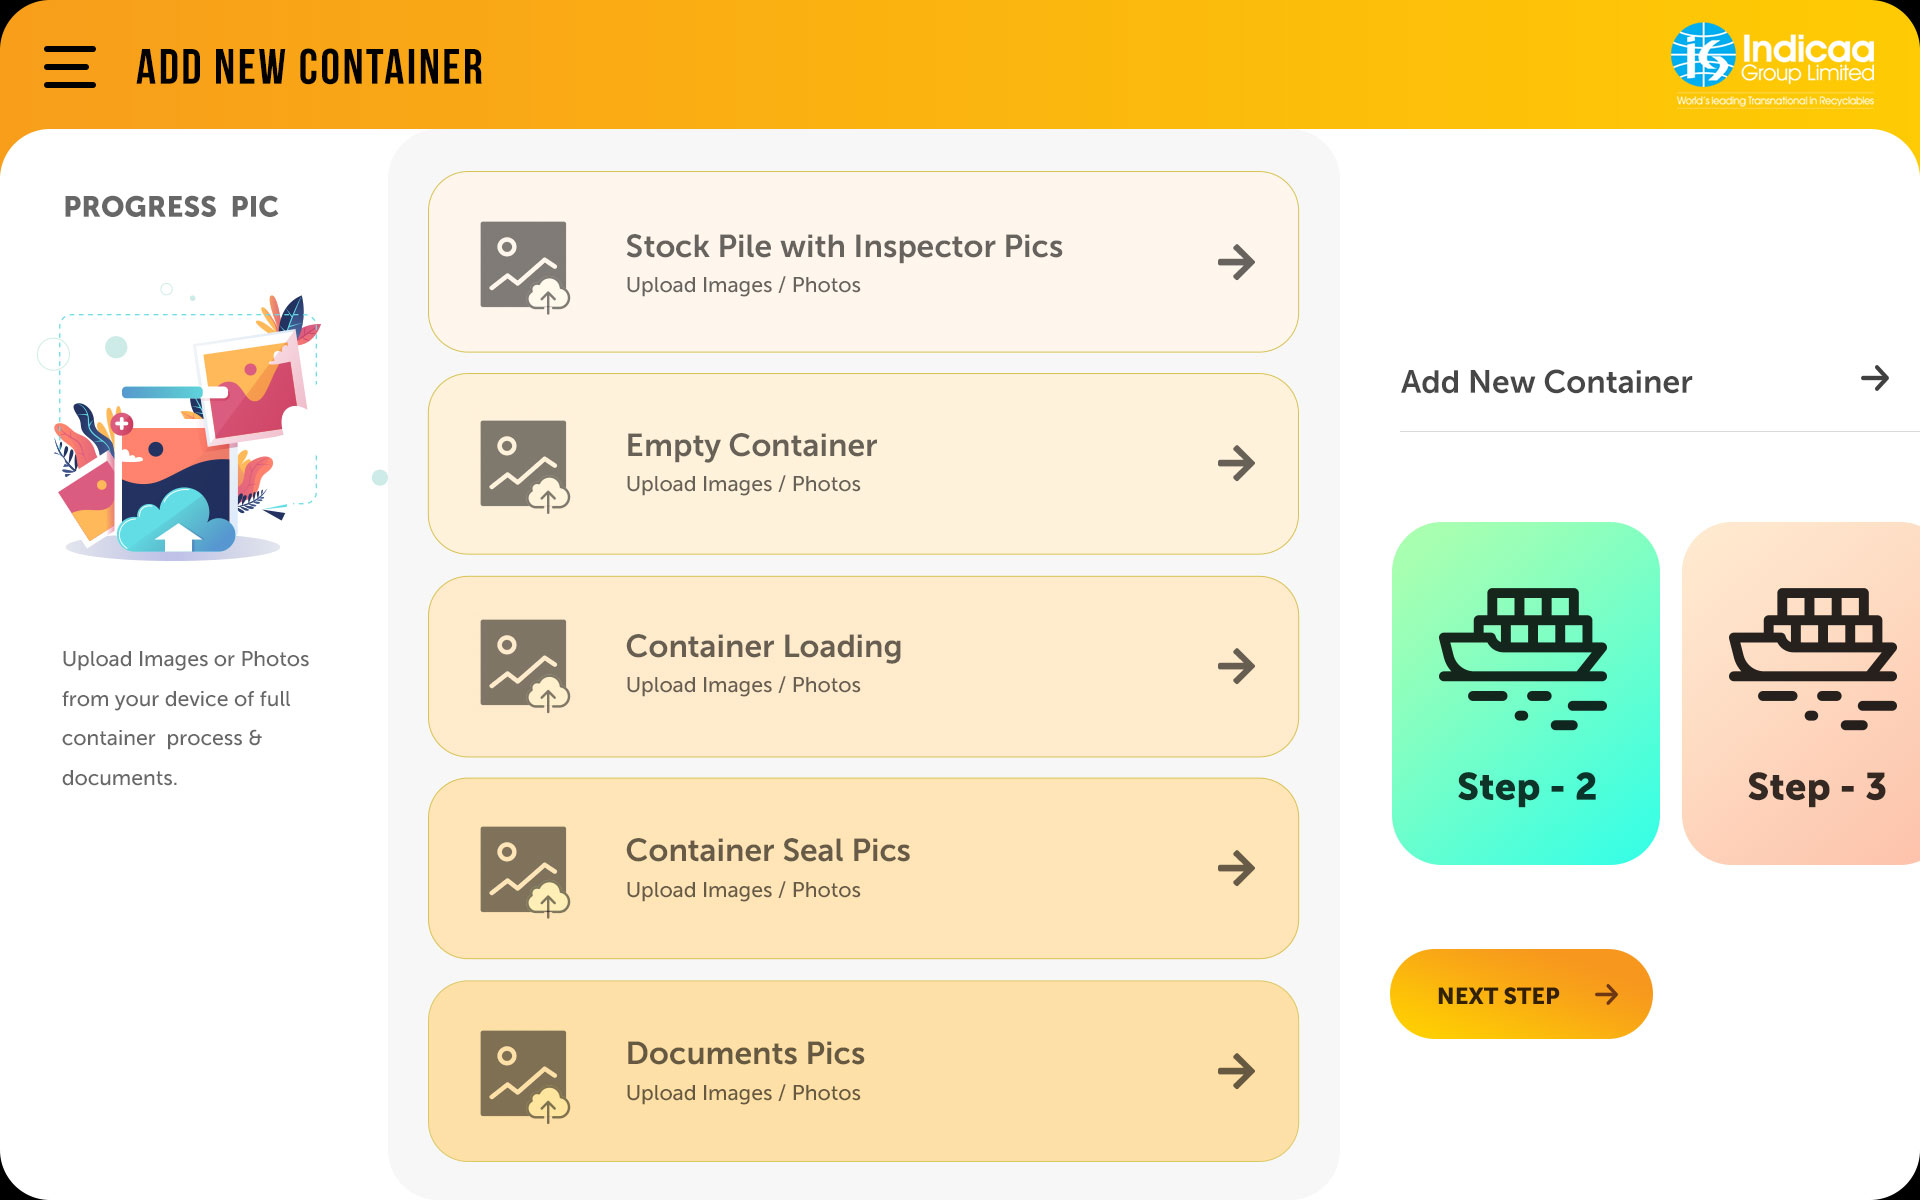 ADD NEW CONTAINER
Indicaa
Group Limited
World's leading Transnational in Recyclables
PROGRESS PIC
Upload Images or Photos
from your device of full
container process &
documents.
Stock Pile with Inspector Pics
Upload Images / Photos
Empty Container
Upload Images / Photos
Container Loading
Upload Images / Photos
Container Seal Pics
Upload Images / Photos
Documents Pics
Upload Images / Photos
Add New Container
Step - 2
Step - 3
NEXT STEP